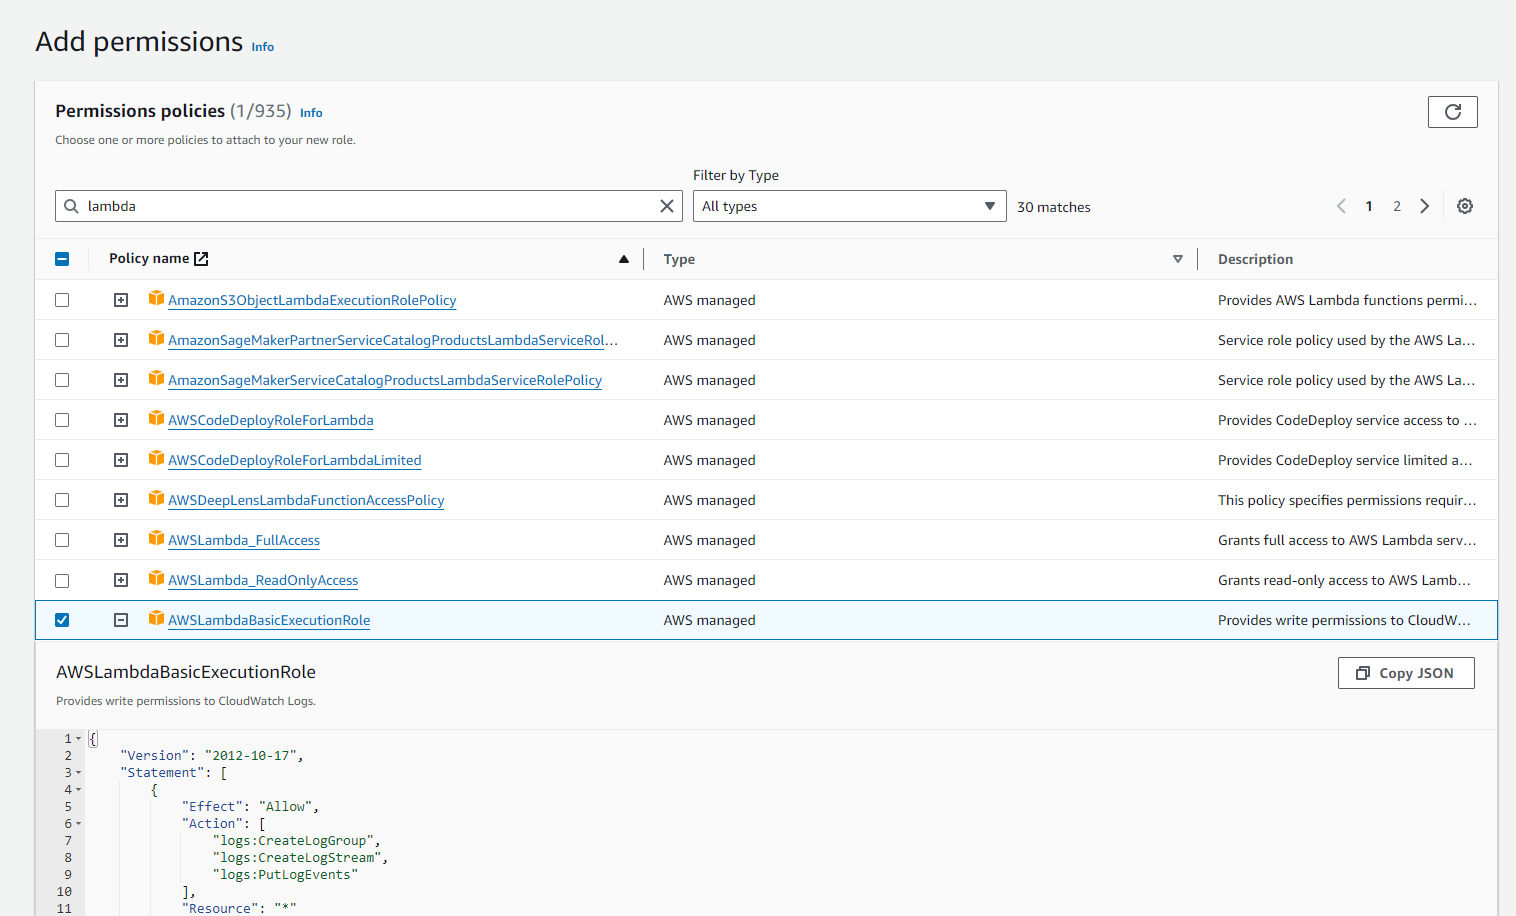 Add permissions Info
Permissions policies (1/935) Info
Choose one or more policies to attach to your new role.
Filter by Type
lambda All types 30 matches 1 2
Policy name Type Description
AmazonS3ObjectLambdaExecutionRolePolicy AWS managed Provides AWS Lambda functions permi...
AmazonSageMakerPartnerServiceCatalogProductsLambdaServiceRol... AWS managed Service role policy used by the AWS La...
AmazonSageMakerServiceCatalogProductsLambdaServiceRolePolicy AWS managed Service role policy used by the AWS La...
AWSCodeDeployRoleForLambda AWS managed Provides CodeDeploy service access to ...
AWSCodeDeployRoleForLambdaLimited AWS managed Provides CodeDeploy service limited a...
AWSDeepLensLambdaFunctionAccessPolicy AWS managed This policy specifies permissions requir...
AWSLambda_FullAccess AWS managed Grants full access to AWS Lambda serv...
AWSLambda_ReadOnlyAccess AWS managed Grants read-only access to AWS Lamb...
AWSLambdaBasicExecutionRole AWS managed Provides write permissions to CloudW...
AWSLambdaBasicExecutionRole Copy JSON
Provides write permissions to CloudWatch Logs.
1 {
2 "Version": "2012-10-17",
3 "Statement": [
4 {
5 "Effect": "Allow",
6 "Action": [
7 "logs:CreateLogGroup",
8 "logs:CreateLogStream",
9 "logs:PutLogEvents"
10 ],
11 "Resource": "*"